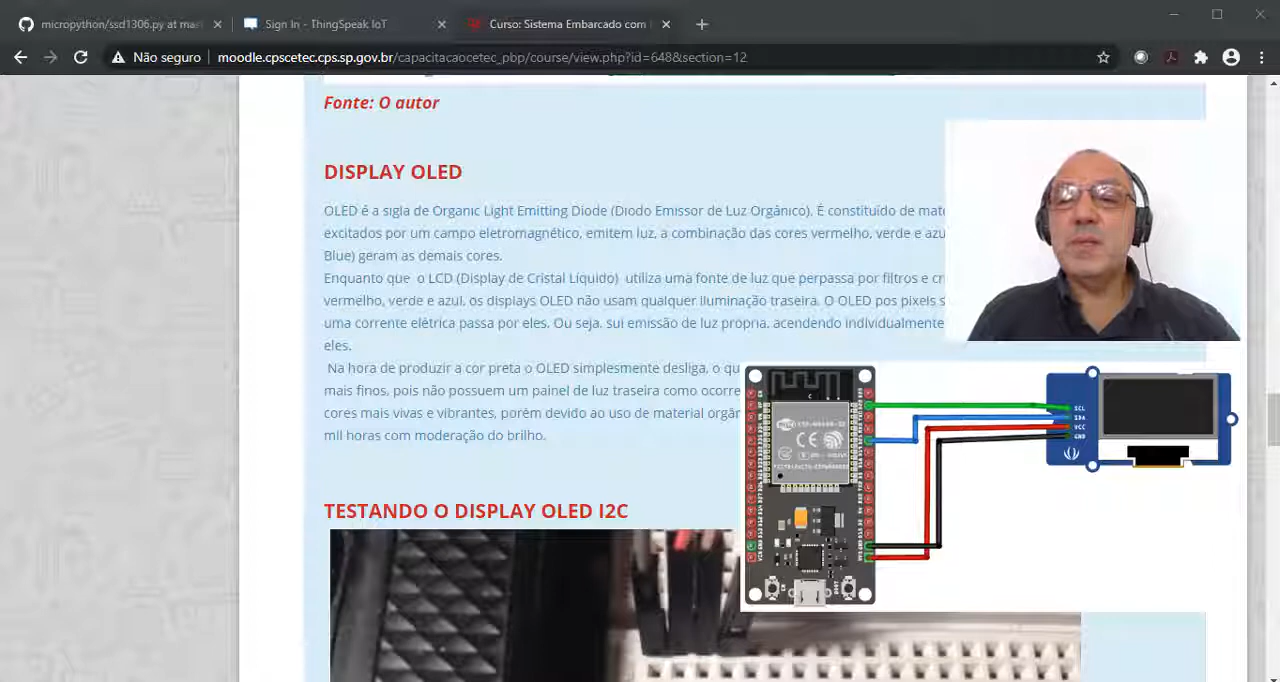 micropython/ssd1306.py at mas
Sign In - ThingSpeak IoT
Curso: Sistema Embarcado com
Não seguro
moodle.cpscetec.cps.sp.gov.br/capacitacaocetec_pbp/course/view.php?id=648&section=12
Fonte: O autor
DISPLAY OLED
OLED é a sigla de Organic Light Emitting Diode (Diodo Emissor de Luz Orgânico). É constituído de mate
excitados por um campo eletromagnético, emitem luz, a combinação das cores vermelho, verde e azu
Blue) geram as demais cores.
Enquanto que o LCD (Display de Cristal Líquido) utiliza uma fonte de luz que perpassa por filtros e cri
vermelho, verde e azul, os displays OLED não usam qualquer iluminação traseira. O OLED pos pixels s
uma corrente elétrica passa por eles. Ou seja, sui emissão de luz propria, acendendo individualmente
eles.
Na hora de produzir a cor preta o OLED simplesmente desliga, o qu
mais finos, pois não possuem um painel de luz traseira como ocorre
cores mais vivas e vibrantes, porém devido ao uso de material orgân
mil horas com moderação do brilho.
SCL
SDA
VCC
GND
TESTANDO O DISPLAY OLED I2C